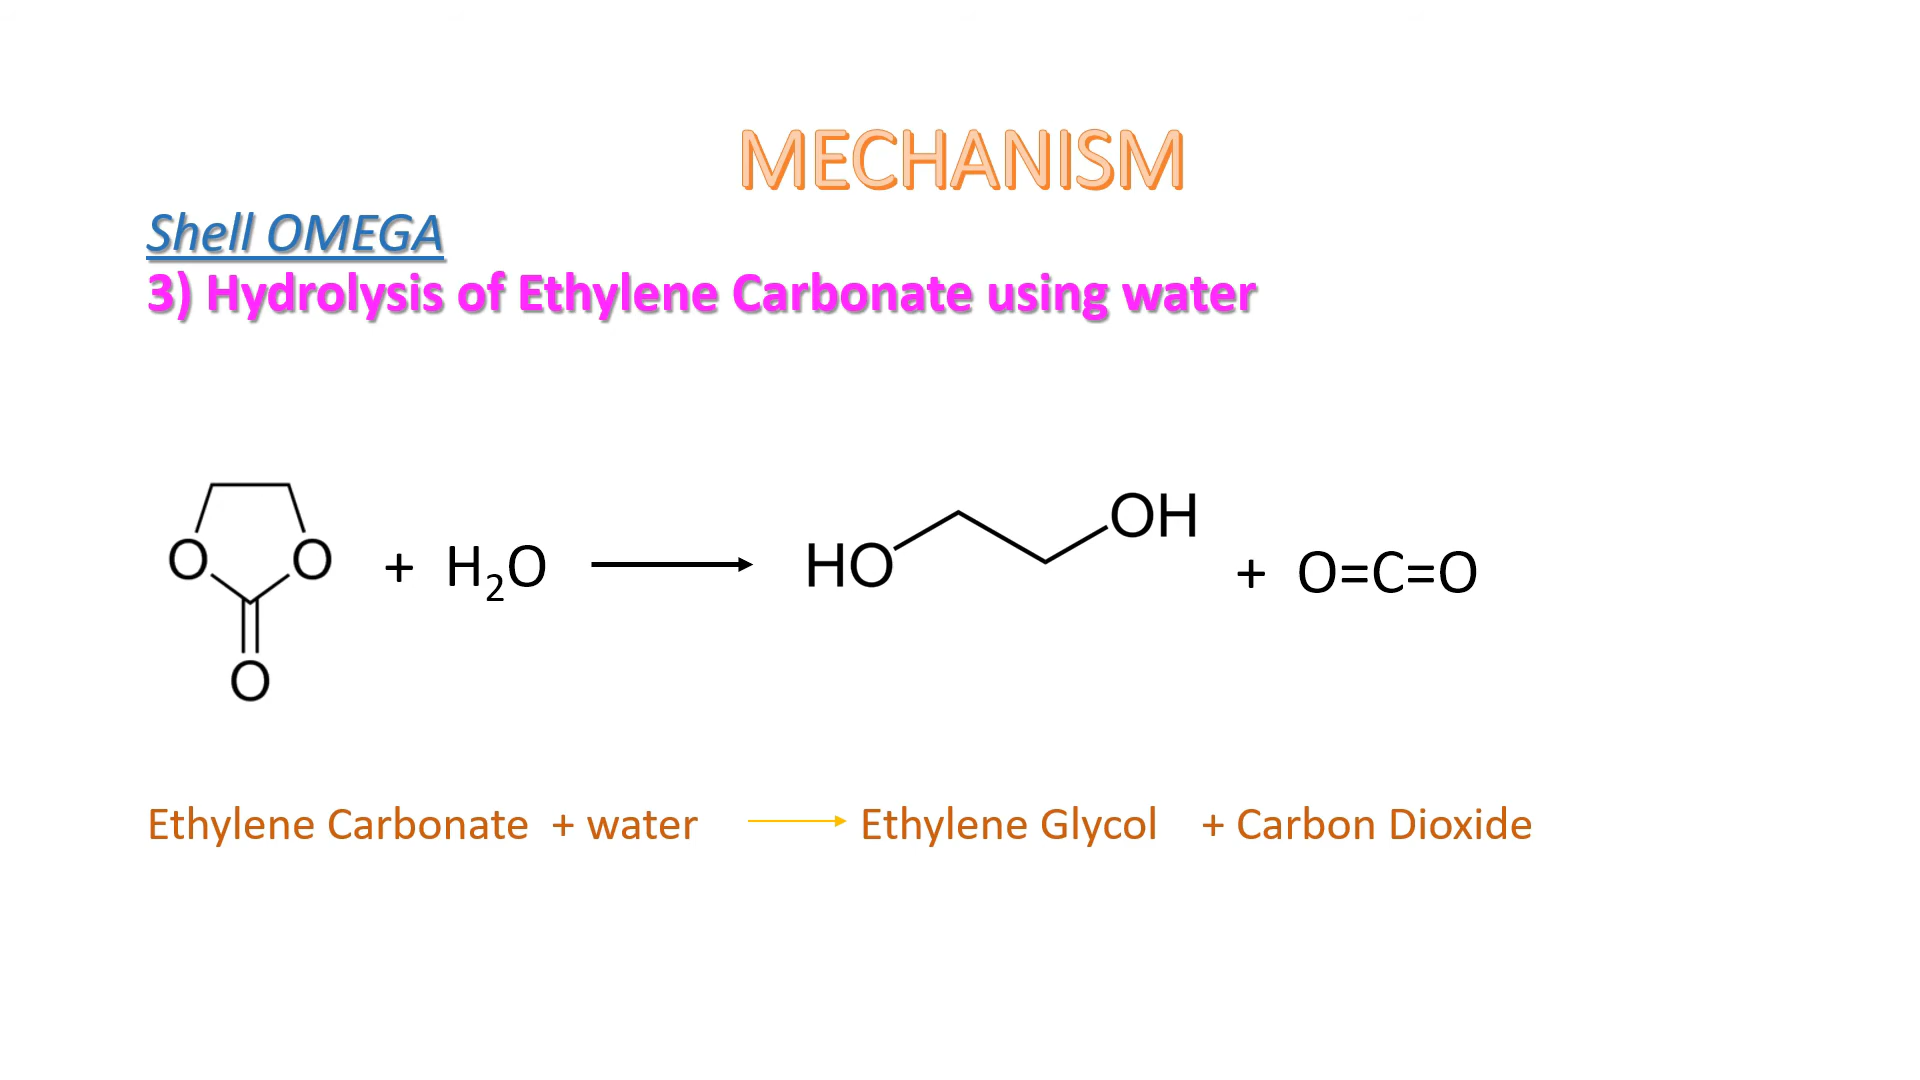 MECHANISM
Shell OMEGA
3) Hydrolysis of Ethylene Carbonate using water
O O + H₂O HO OH + O=C=O
O
Ethylene Carbonate + water Ethylene Glycol + Carbon Dioxide